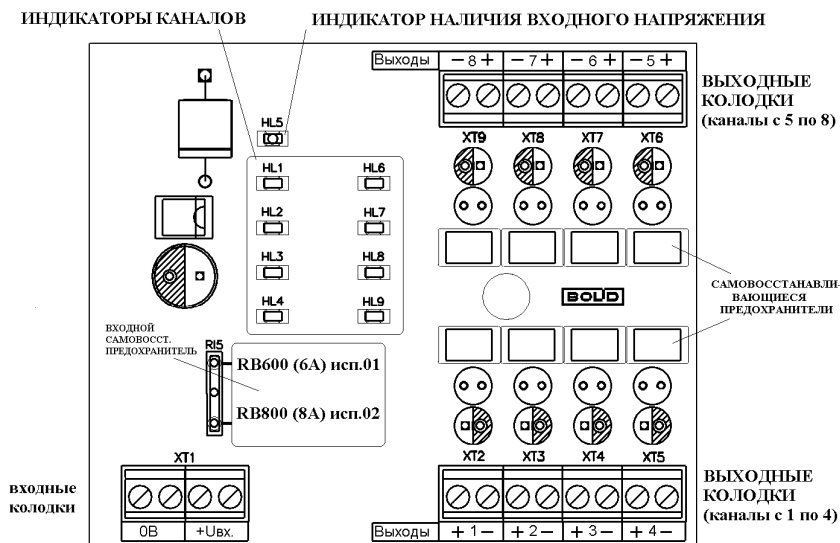 ИНДИКАТОРЫ КАНАЛОВ
ИНДИКАТОР НАЛИЧИЯ ВХОДНОГО НАПРЯЖЕНИЯ
Выходы
− 8 +
− 7 +
− 6 +
− 5 +
ВЫХОДНЫЕ
КОЛОДКИ
(каналы с 5 по 8)
XT9
XT8
XT7
XT6
HL5
HL1
HL6
HL2
HL7
HL3
HL8
HL4
HL9
BOLID
САМОВОССТАНАВЛИ-
ВАЮЩИЕСЯ
ПРЕДОХРАНИТЕЛИ
ВХОДНОЙ
САМОВОССТ.
ПРЕДОХРАНИТЕЛЬ
RI5
RB600 (6А) исп.01
RB800 (8А) исп.02
XT1
XT2
XT3
XT4
XT5
входные
колодки
0В
+Uвх.
Выходы
+ 1 −
+ 2 −
+ 3 −
+ 4 −
ВЫХОДНЫЕ
КОЛОДКИ
(каналы с 1 по 4)